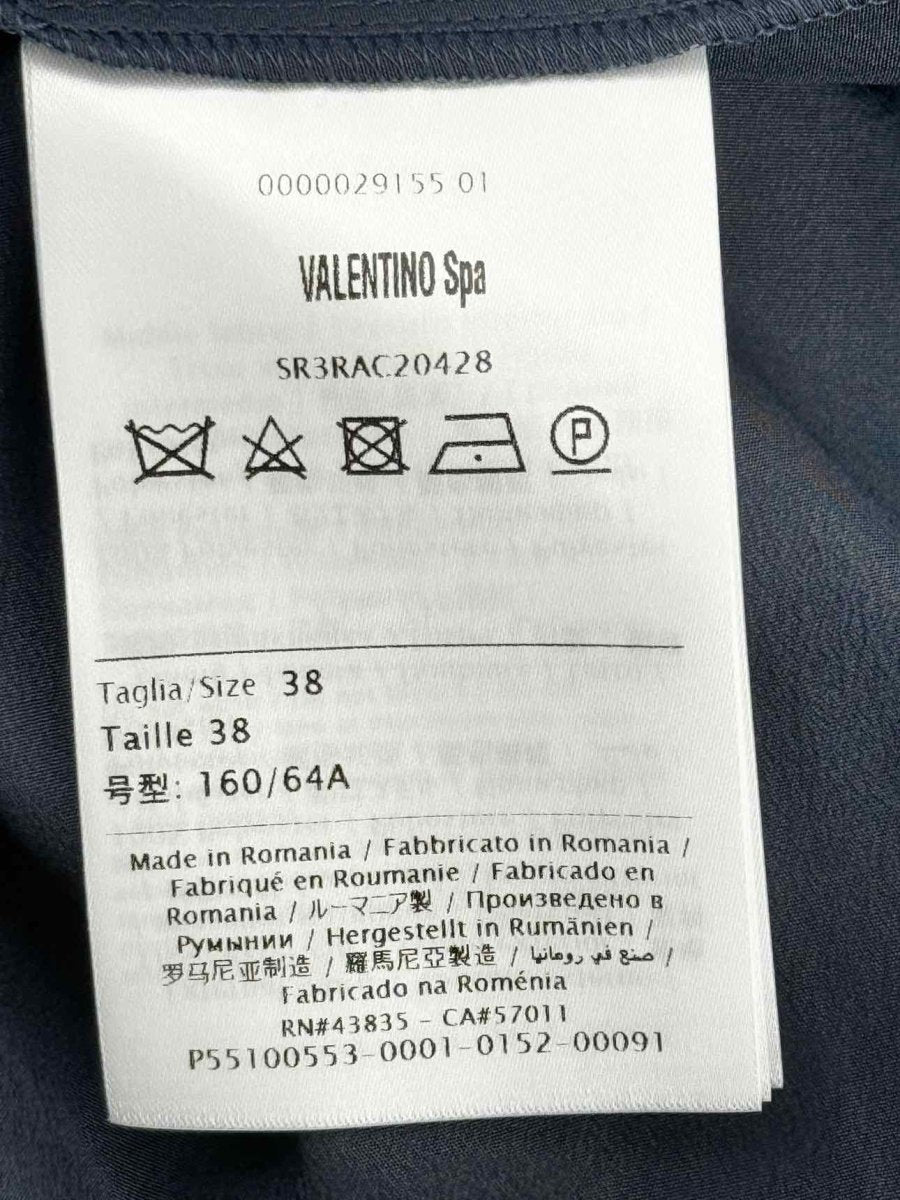 0000029155 01
VALENTINO Spa
SR3RAC20428
P
Taglia/Size 38
Taille 38
号型: 160/64A
Made in Romania / Fabbricato in Romania /
Fabriqué en Roumanie / Fabricado en
Romania / ルーマニア製 / Произведено в
Румынии / Hergestellt in Rumänien /
罗马尼亚制造 / 羅馬尼亞製造 / صنع في رومانيا /
Fabricado na Roménia
RN#43835 - CA#57011
P55100553-0001-0152-00091